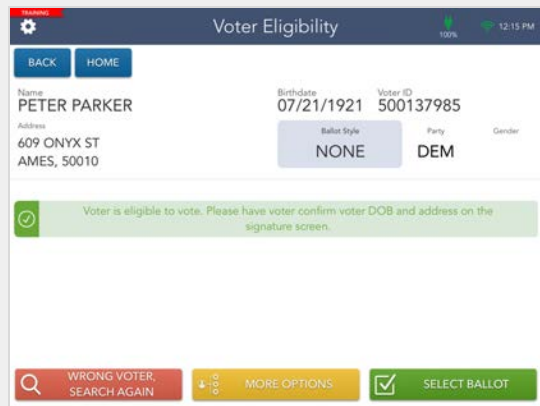 TRAINING
Voter Eligibility
100%
12:15 PM
BACK
HOME
Name
PETER PARKER
Birthdate
07/21/1921
Voter ID
500137985
Address
609 ONYX ST
AMES, 50010
Ballot Style
NONE
Party
DEM
Gender
Voter is eligible to vote. Please have voter confirm voter DOB and address on the
signature screen.
WRONG VOTER,
SEARCH AGAIN
MORE OPTIONS
SELECT BALLOT